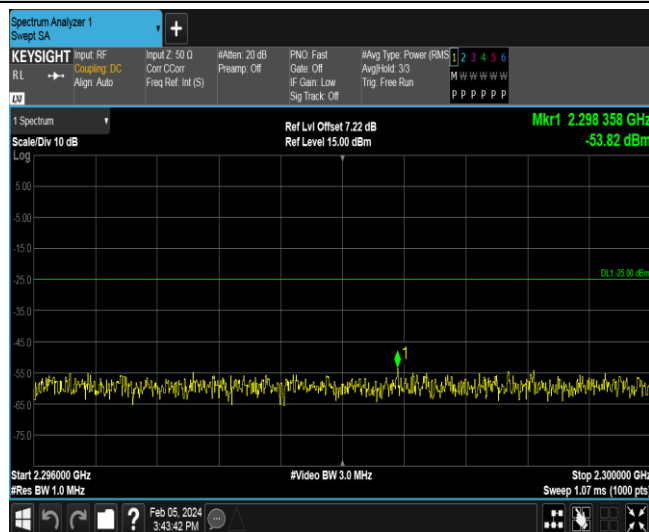 Spectrum Analyzer 1
Swept SA
+
KEYSIGHT
RL
LXI
Input: RF
Coupling: DC
Align: Auto
Input Z: 50 Ω
Corr CCorr
Freq Ref: Int (S)
#Atten: 20 dB
Preamp: Off
PNO: Fast
Gate: Off
IF Gain: Low
Sig Track: Off
#Avg Type: Power (RMS
Avg|Hold: 3/3
Trig: Free Run
1 2 3 4 5 6
M W W W W W
P P P P P P
1 Spectrum
Scale/Div 10 dB
Log
Ref Lvl Offset 7.22 dB
Ref Level 15.00 dBm
Mkr1 2.298 358 GHz
-53.82 dBm
5.00
-5.00
-15.0
-25.0
-35.0
-45.0
-55.0
-65.0
-75.0
DL1 -25.00 dBm
1
Start 2.296000 GHz
#Res BW 1.0 MHz
#Video BW 3.0 MHz
Stop 2.300000 GHz
Sweep 1.07 ms (1000 pts)
?
Feb 05, 2024
3:43:42 PM